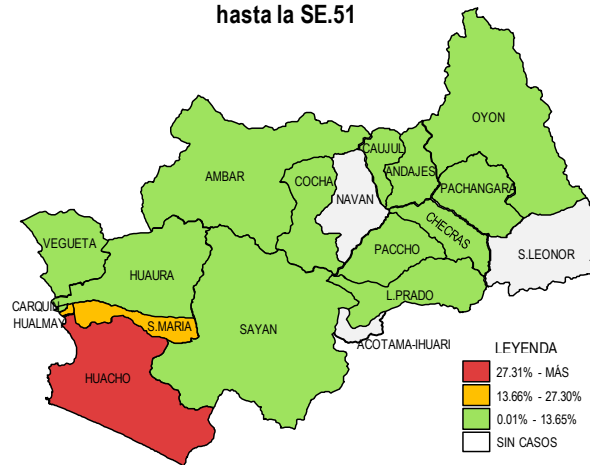 hasta la SE.51
OYON
CAUJUL
AMBAR
COCHA
ANDAJES
NAVAN
PACHANGARA
CHECRAS
VEGUETA
PACCHO
S.LEONOR
HUAURA
L.PRADO
CARQUIN
HUALMAY
S.MARIA
SAYAN
ACOTAMA-IHUARI
HUACHO
LEYENDA
27.31% - MÁS
13.66% - 27.30%
0.01% - 13.65%
SIN CASOS